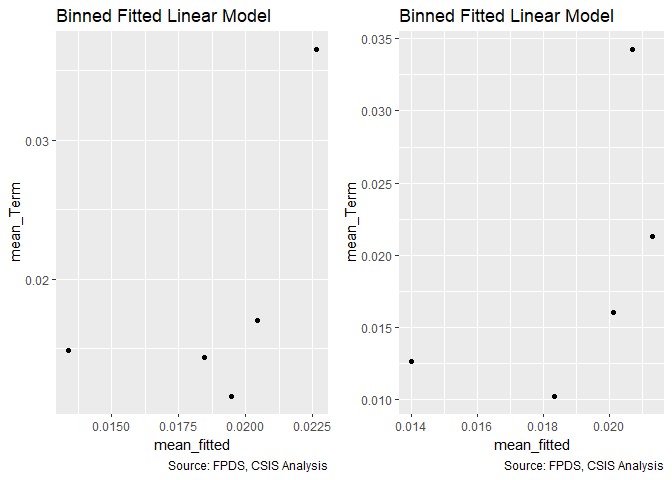 Binned Fitted Linear Model
mean_Term
0.03
0.02
0.0150
0.0175
0.0200
0.0225
mean_fitted
Source: FPDS, CSIS Analysis
Binned Fitted Linear Model
mean_Term
0.035
0.030
0.025
0.020
0.015
0.010
0.014
0.016
0.018
0.020
mean_fitted
Source: FPDS, CSIS Analysis